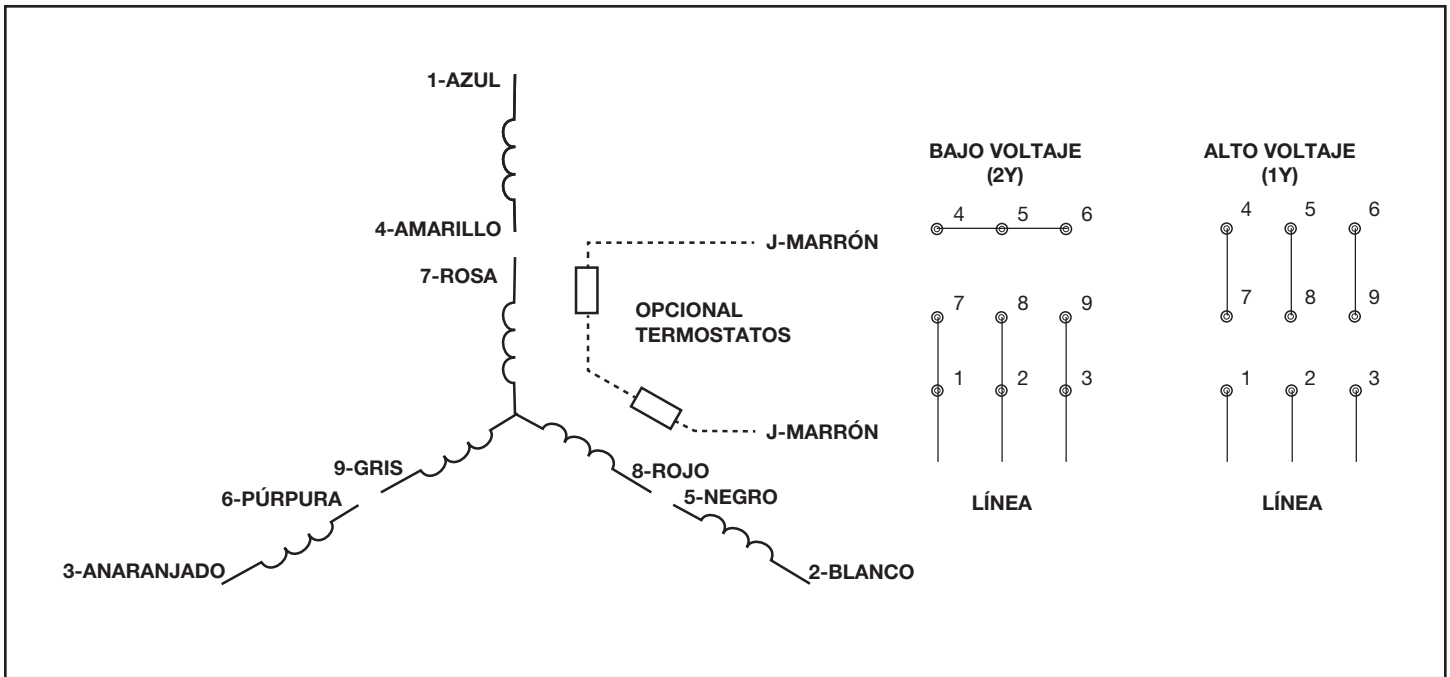 1-AZUL
4-AMARILLO
7-ROSA
J-MARRÓN
OPCIONAL
TERMOSTATOS
J-MARRÓN
9-GRIS
6-PÚRPURA
3-ANARANJADO
8-ROJO
5-NEGRO
2-BLANCO
BAJO VOLTAJE
(2Y)
4 5 6
7 8 9
1 2 3
LÍNEA
ALTO VOLTAJE
(1Y)
4 5 6
7 8 9
1 2 3
LÍNEA